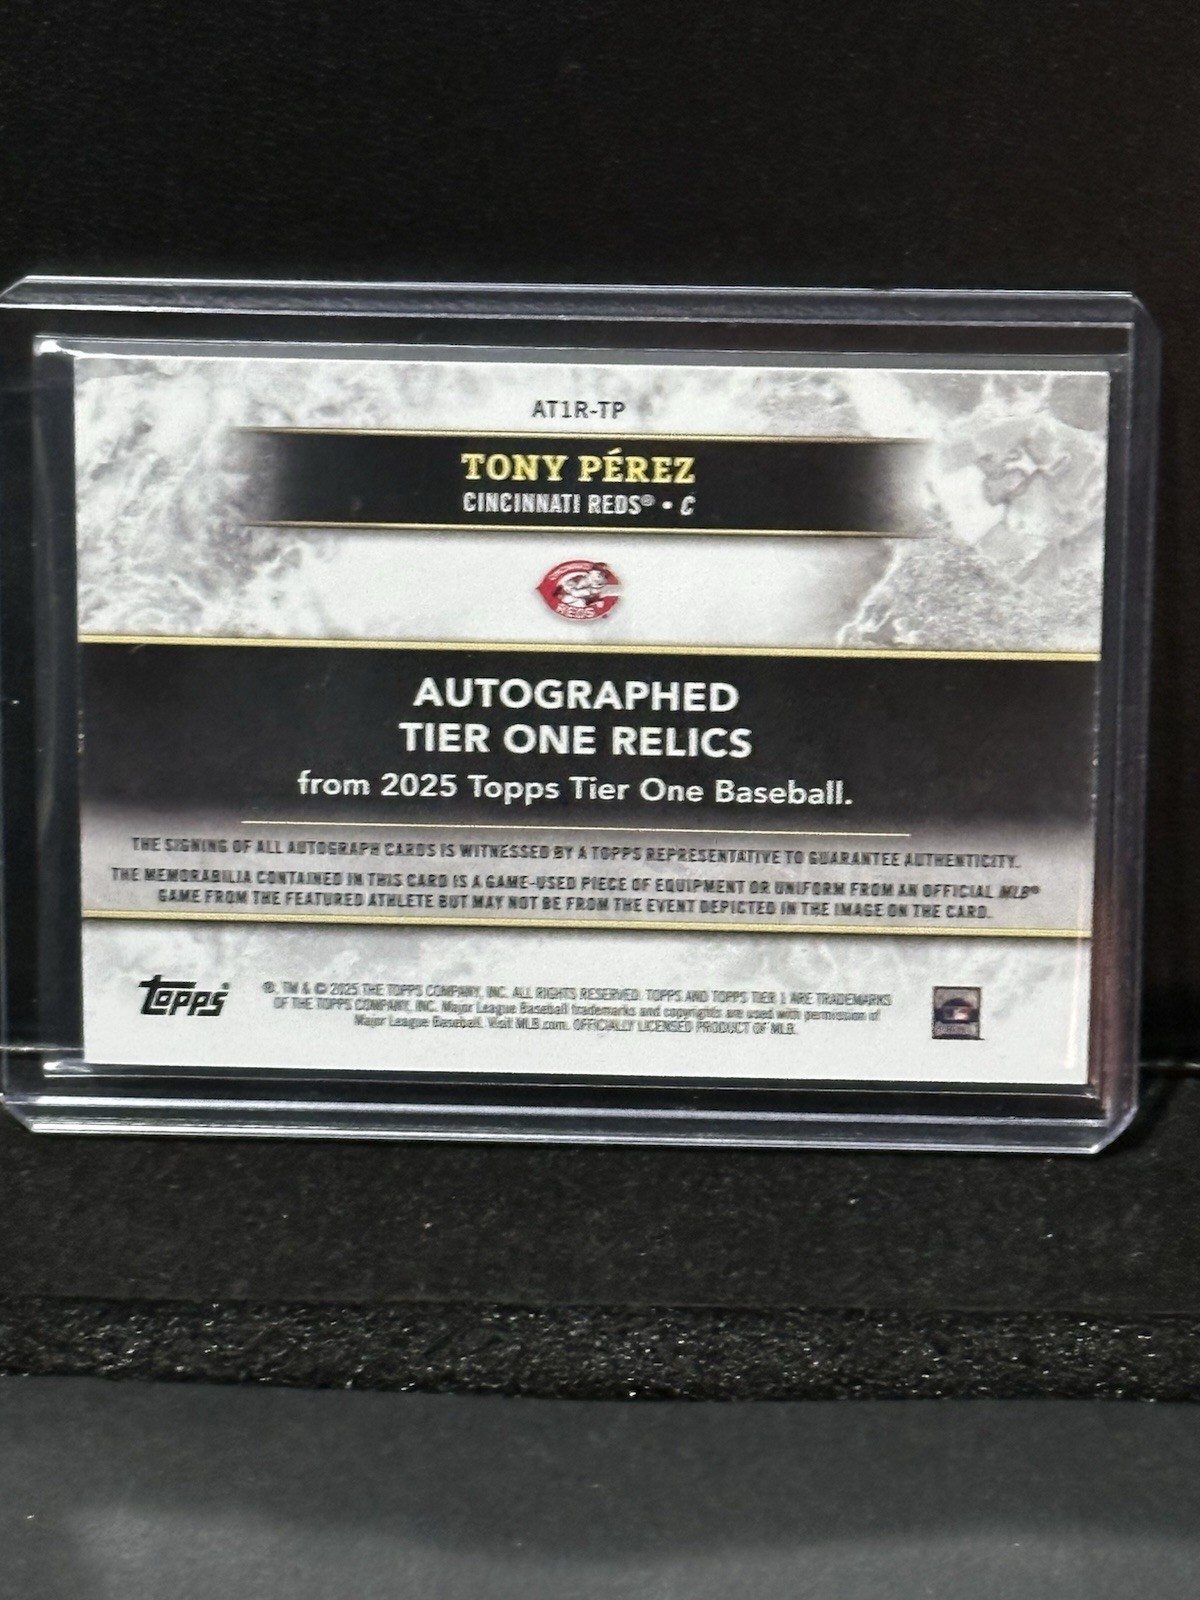 AT1R-TP
TONY PÉREZ
CINCINNATI REDS® • C
CINCINNATI
REDS
AUTOGRAPHED
TIER ONE RELICS
from 2025 Topps Tier One Baseball.
THE SIGNING OF ALL AUTOGRAPH CARDS IS WITNESSED BY A TOPPS REPRESENTATIVE TO GUARANTEE AUTHENTICITY.
THE MEMORABILIA CONTAINED IN THIS CARD IS A GAME-USED PIECE OF EQUIPMENT OR UNIFORM FROM AN OFFICIAL MLB®
GAME FROM THE FEATURED ATHLETE BUT MAY NOT BE FROM THE EVENT DEPICTED IN THE IMAGE ON THE CARD.
topps®
®, TM & © 2025 THE TOPPS COMPANY, INC. ALL RIGHTS RESERVED. TOPPS AND TOPPS TIER 1 ARE TRADEMARKS
OF THE TOPPS COMPANY, INC. Major League Baseball trademarks and copyrights are used with permission of
Major League Baseball. Visit MLB.com. OFFICIALLY LICENSED PRODUCT OF MLB.